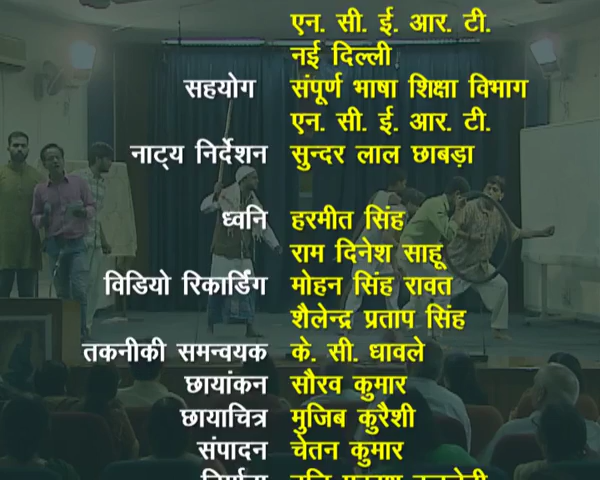 एन. सी. ई. आर. टी.
नई दिल्ली
सहयोग संपूर्ण भाषा शिक्षा विभाग
एन. सी. ई. आर. टी.
नाट्य निर्देशन सुन्दर लाल छाबड़ा
ध्वनि हरमीत सिंह
राम दिनेश साहू
विडियो रिकार्डिंग मोहन सिंह रावत
शैलेन्द्र प्रताप सिंह
तकनीकी समन्वयक के. सी. धावले
छायांकन सौरव कुमार
छायाचित्र मुजिब कुरैशी
संपादन चेतन कुमार